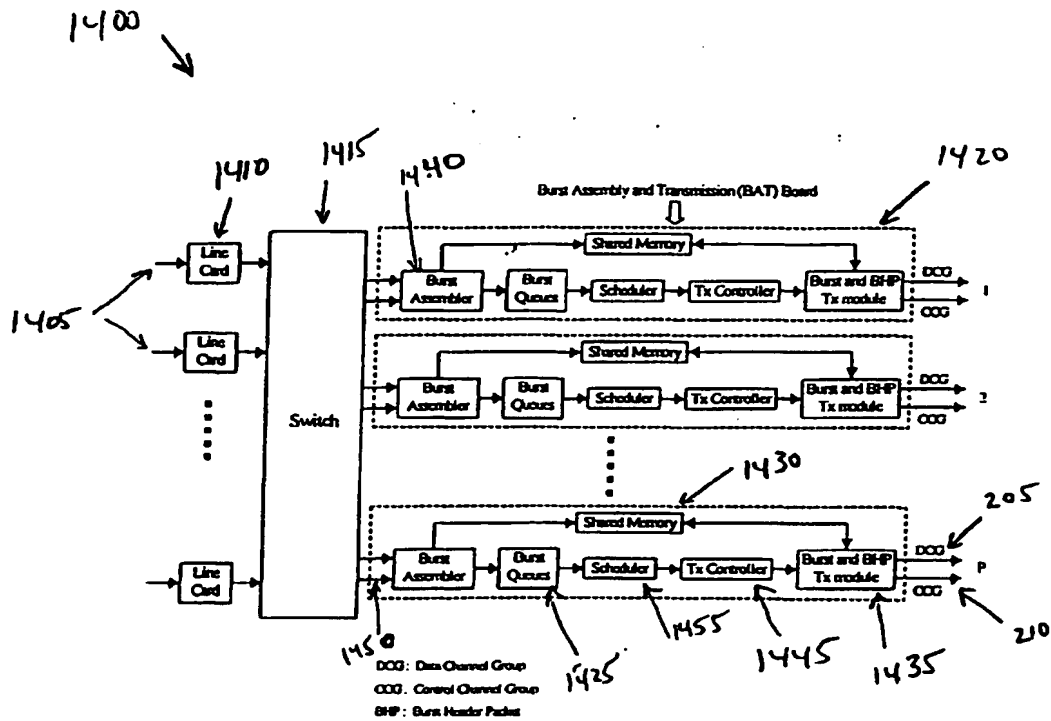 1400
1410
1415
1440
1420
Burst Assembly and Transmission (BAT) Board
Line Card
Shared Memory
Burst Assembler
Burst Queues
Scheduler
Tx Controller
Burst and BHP Tx module
DCG
CCG
1
1405
Line Card
Shared Memory
Burst Assembler
Burst Queues
Scheduler
Tx Controller
Burst and BHP Tx module
DCG
CCG
2
Switch
1430
205
Shared Memory
Line Card
Burst Assembler
Burst Queues
Scheduler
Tx Controller
Burst and BHP Tx module
DCG
CCG
P
210
1450
1425
1455
1445
1435
DCG: Data Channel Group
CCG: Control Channel Group
BHP: Burst Header Packet